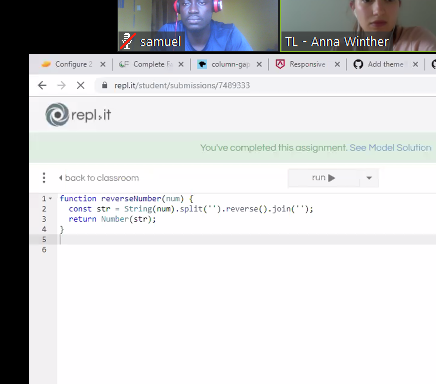 samuel
TL - Anna Winther
Configure 2
Complete Fo
column-gap
Responsive
Add theme
repl.it/student/submissions/7489333
repl.it
You've completed this assignment. See Model Solution
back to classroom
run
1 function reverseNumber(num) {
2 const str = String(num).split('').reverse().join('');
3 return Number(str);
4 }
5
6